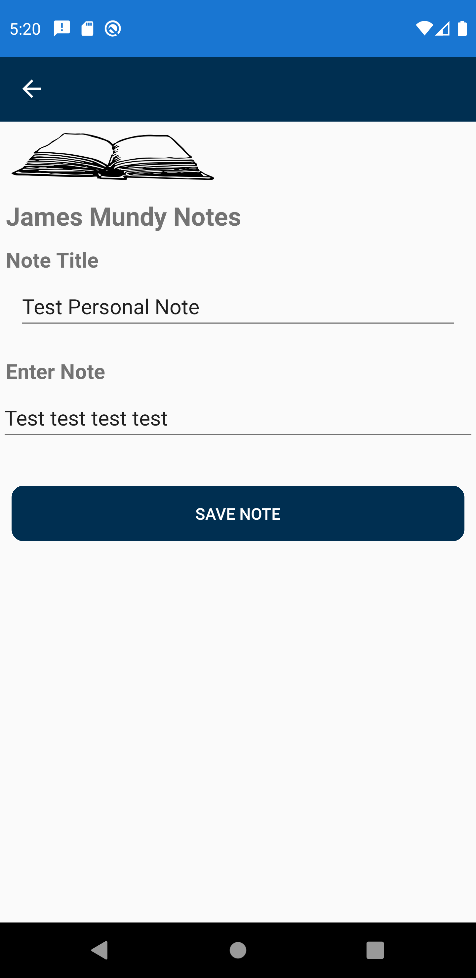 5:20
James Mundy Notes
Note Title
Test Personal Note
Enter Note
Test test test test
SAVE NOTE